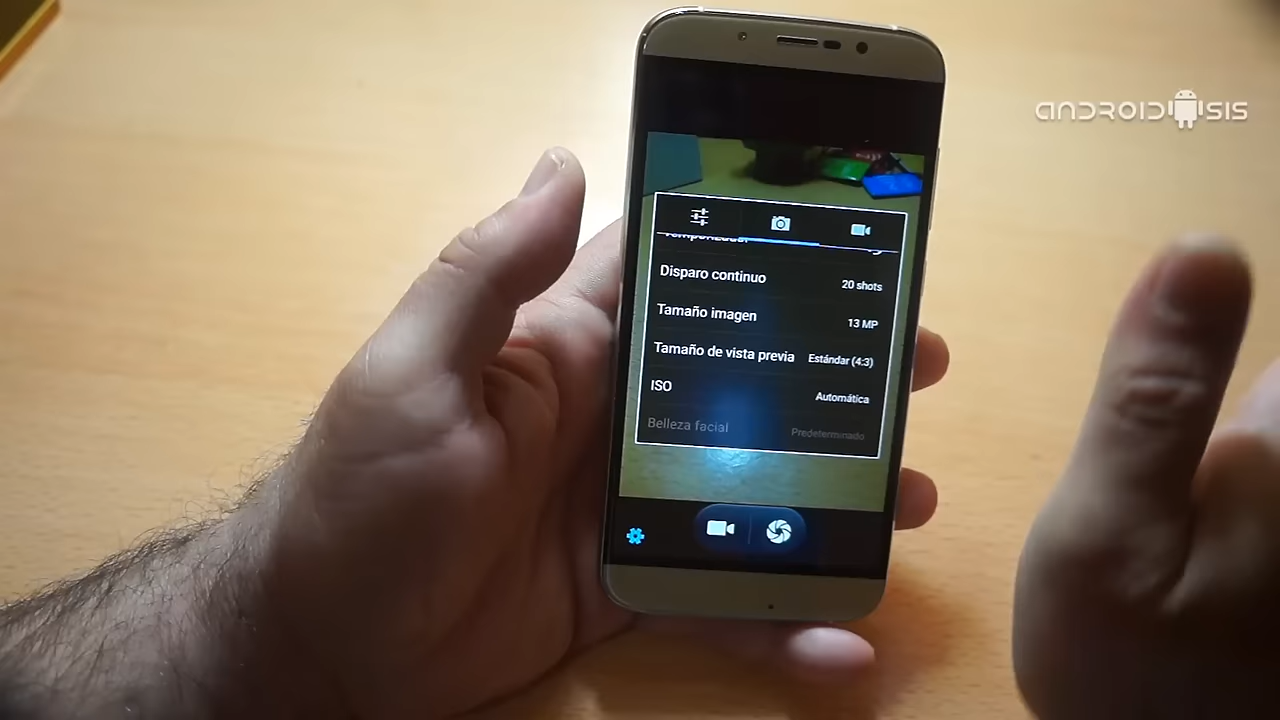 ANDROIDSIS
Temporizador
Disparo continuo 20 shots
Tamaño imagen 13 MP
Tamaño de vista previa Estándar (4:3)
ISO Automática
Belleza facial Predeterminado